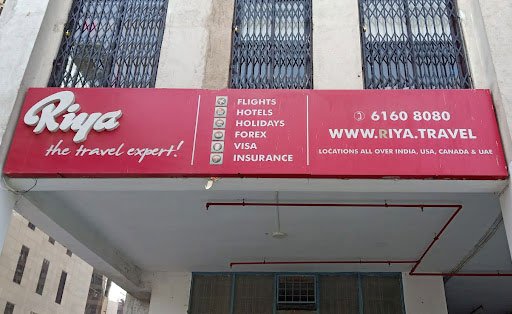 Riya
the travel expert!
FLIGHTS
HOTELS
HOLIDAYS
FOREX
VISA
INSURANCE
6160 8080
WWW.RIYA.TRAVEL
LOCATIONS ALL OVER INDIA, USA, CANADA & UAE